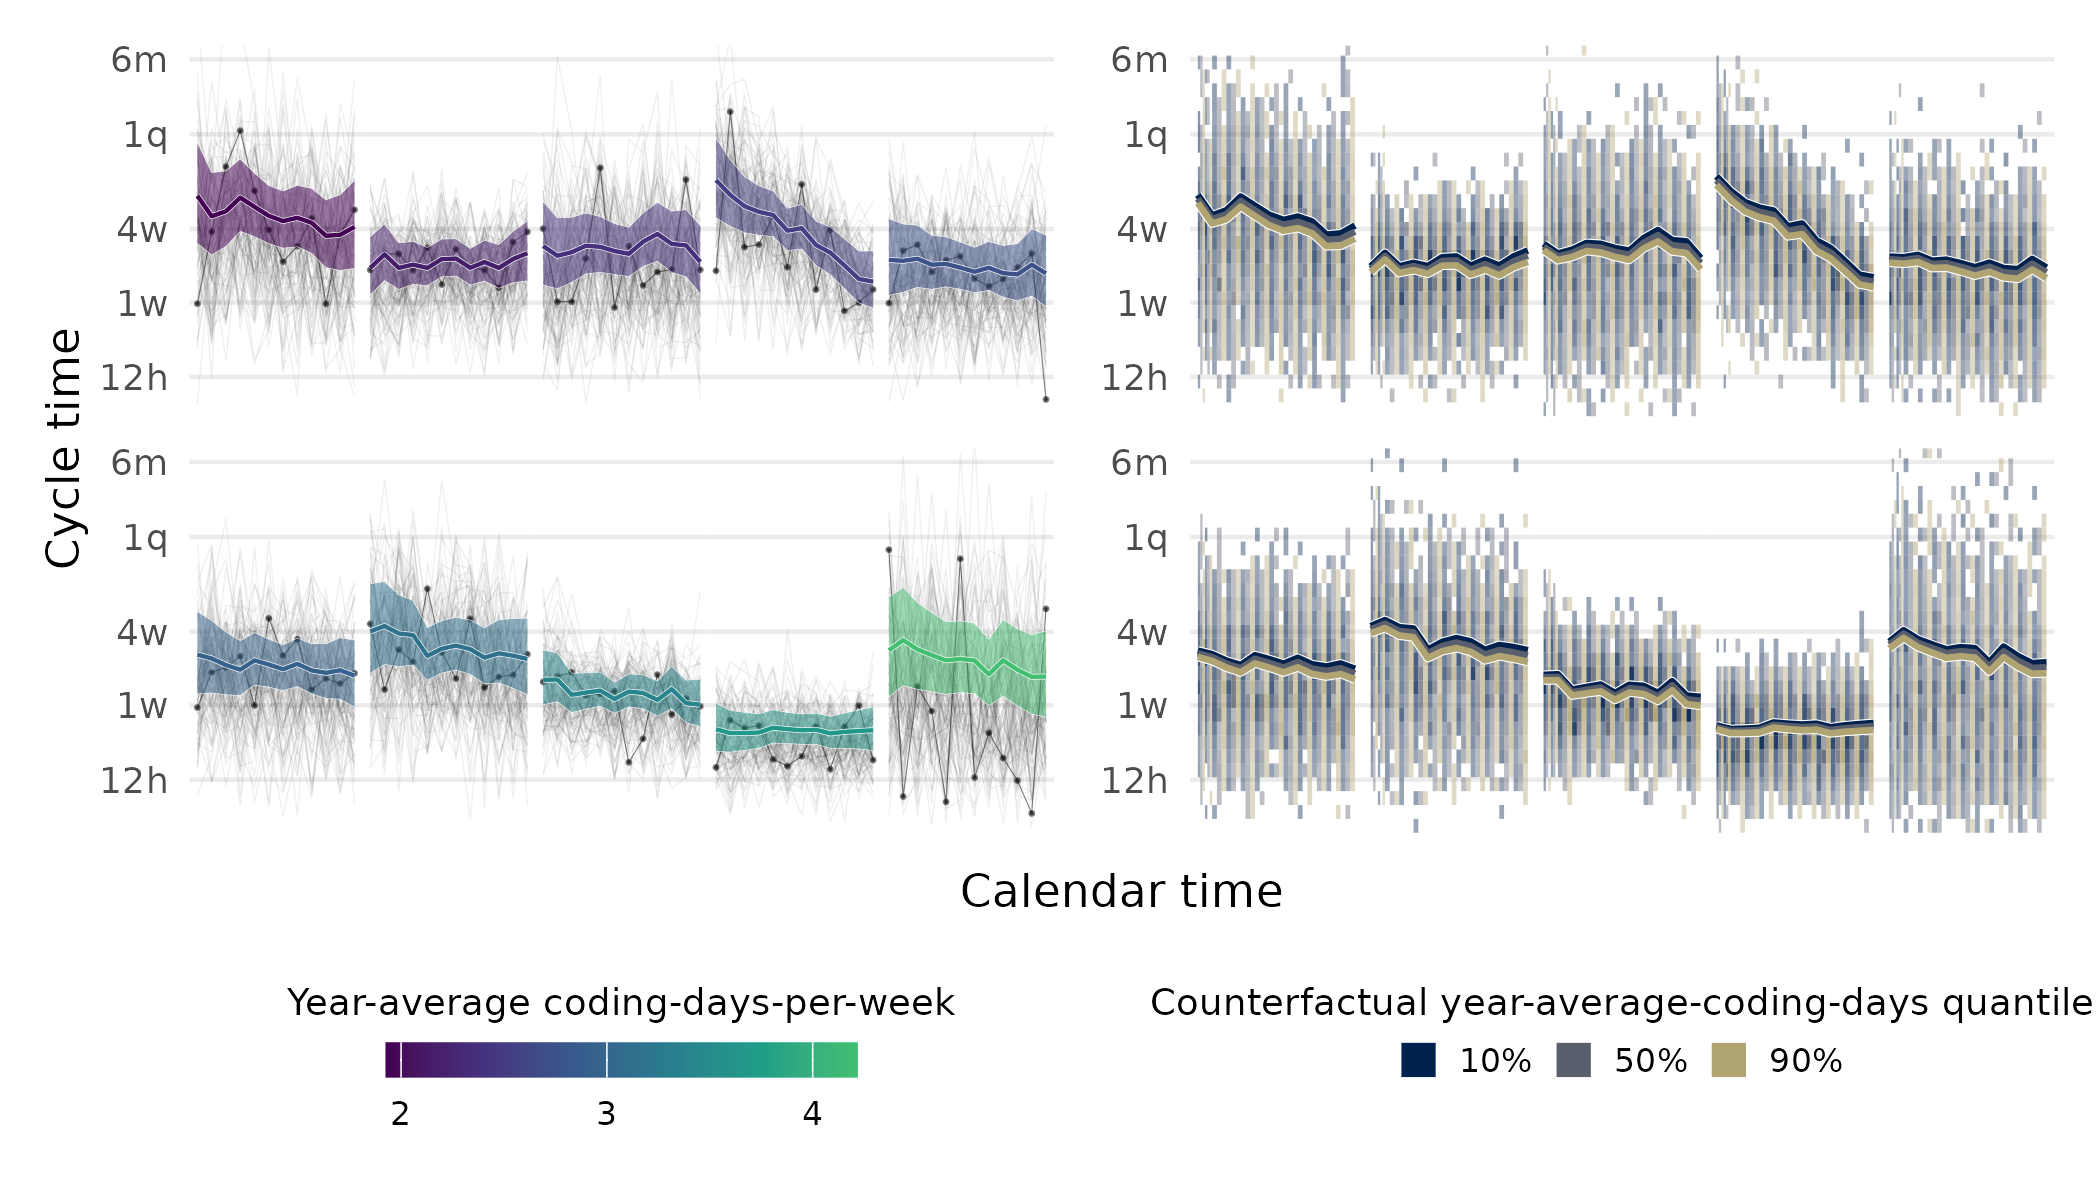 6m
1q
4w
1w
12h
6m
1q
4w
1w
12h
6m
1q
4w
1w
12h
6m
1q
4w
1w
12h
Cycle time
Calendar time
Year-average coding-days-per-week
2 3 4
Counterfactual year-average-coding-days quantile
10% 50% 90%